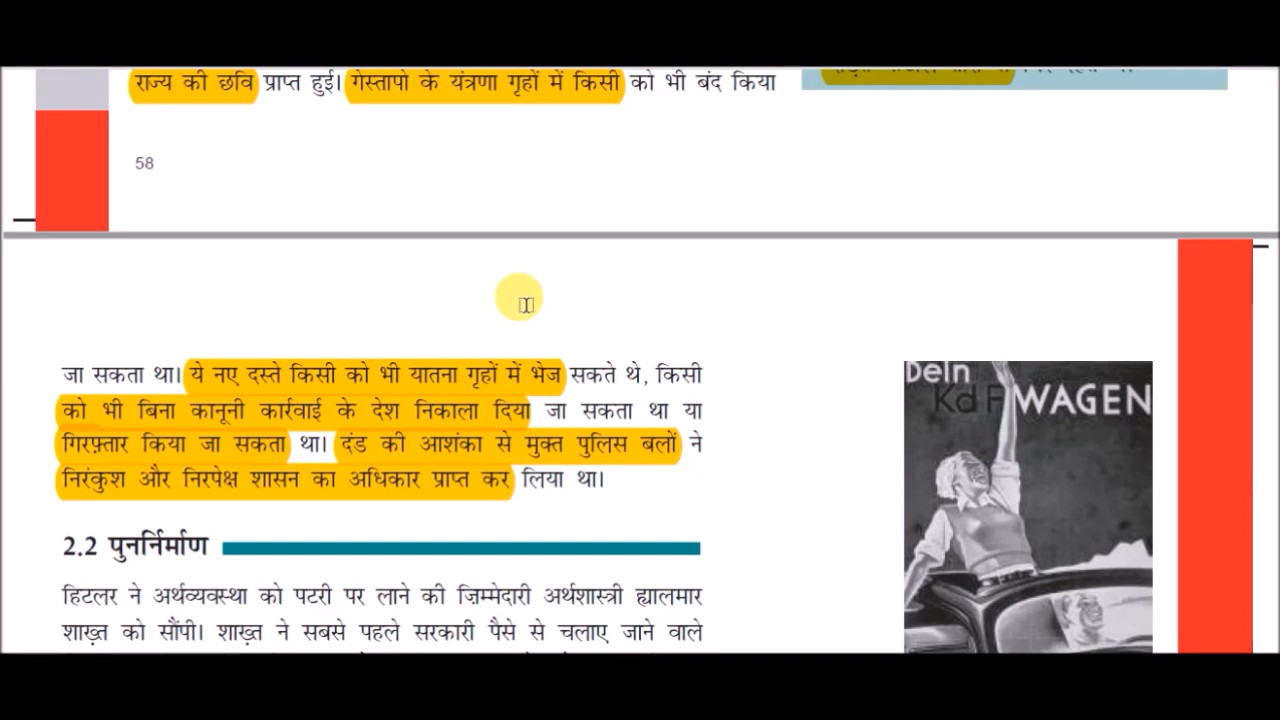 राज्य की छवि प्राप्त हुई। गेस्तापो के यंत्रणा गृहों में किसी को भी बंद किया
58
जा सकता था। ये नए दस्ते किसी को भी यातना गृहों में भेज सकते थे, किसी
को भी बिना कानूनी कार्रवाई के देश निकाला दिया जा सकता था या
गिरफ़्तार किया जा सकता था। दंड की आशंका से मुक्त पुलिस बलों ने
निरंकुश और निरपेक्ष शासन का अधिकार प्राप्त कर लिया था।
2.2 पुनर्निर्माण
हिटलर ने अर्थव्यवस्था को पटरी पर लाने की ज़िम्मेदारी अर्थशास्त्री ह्यालमार
शाख़्त को सौंपी। शाख़्त ने सबसे पहले सरकारी पैसे से चलाए जाने वाले
Dein
KdF WAGEN